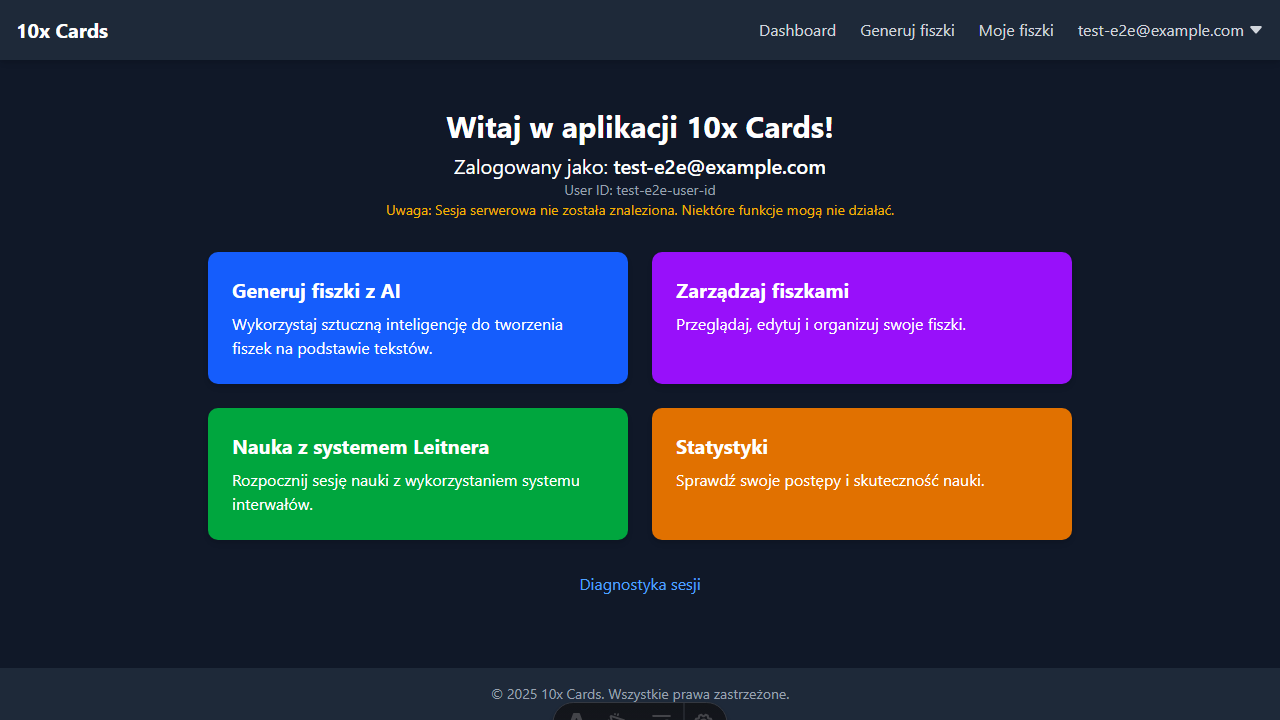 10x Cards
Dashboard
Generuj fiszki
Moje fiszki
test-e2e@example.com
Witaj w aplikacji 10x Cards!
Zalogowany jako: test-e2e@example.com
User ID: test-e2e-user-id
Uwaga: Sesja serwerowa nie została znaleziona. Niektóre funkcje mogą nie działać.
Generuj fiszki z AI
Wykorzystaj sztuczną inteligencję do tworzenia
fiszek na podstawie tekstów.
Zarządzaj fiszkami
Przeglądaj, edytuj i organizuj swoje fiszki.
Nauka z systemem Leitnera
Rozpocznij sesję nauki z wykorzystaniem systemu
interwałów.
Statystyki
Sprawdź swoje postępy i skuteczność nauki.
Diagnostyka sesji
© 2025 10x Cards. Wszystkie prawa zastrzeżone.